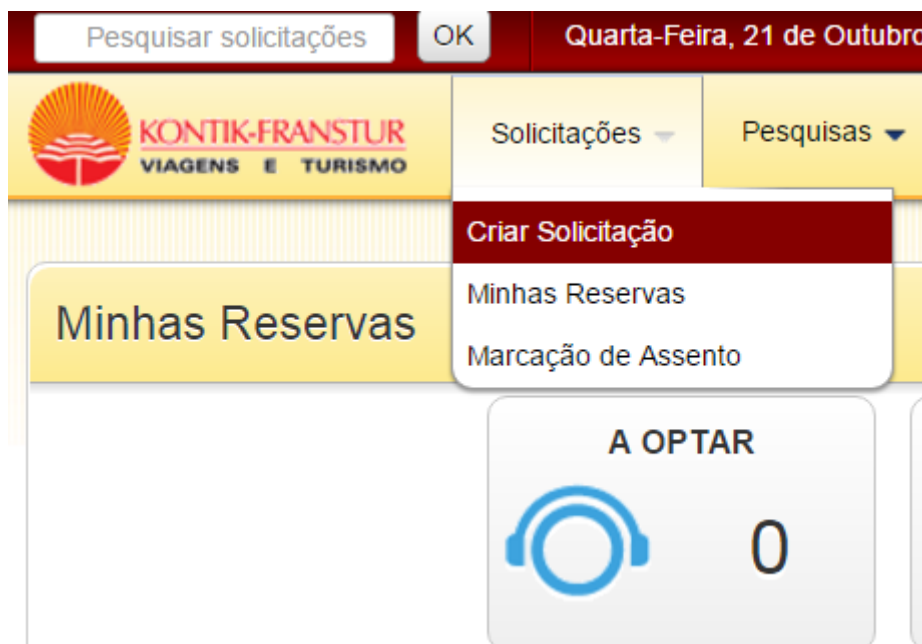 Pesquisar solicitações OK Quarta-Feira, 21 de Outubro
KONTIK-FRANSTUR
VIAGENS E TURISMO
Solicitações Pesquisas
Criar Solicitação
Minhas Reservas
Marcação de Assento
Minhas Reservas
A OPTAR
0